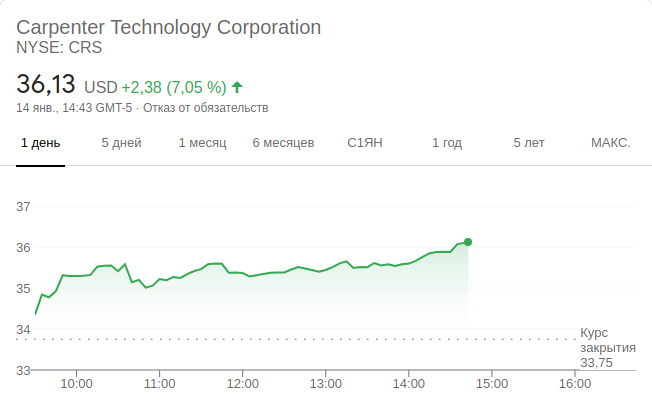 Carpenter Technology Corporation
NYSE: CRS
36,13 USD +2,38 (7,05 %)
14 янв., 14:43 GMT-5 · Отказ от обязательств
1 день 5 дней 1 месяц 6 месяцев С1ЯН 1 год 5 лет МАКС.
37
36
35
34
33
Курс
закрытия
33,75
10:00 11:00 12:00 13:00 14:00 15:00 16:00